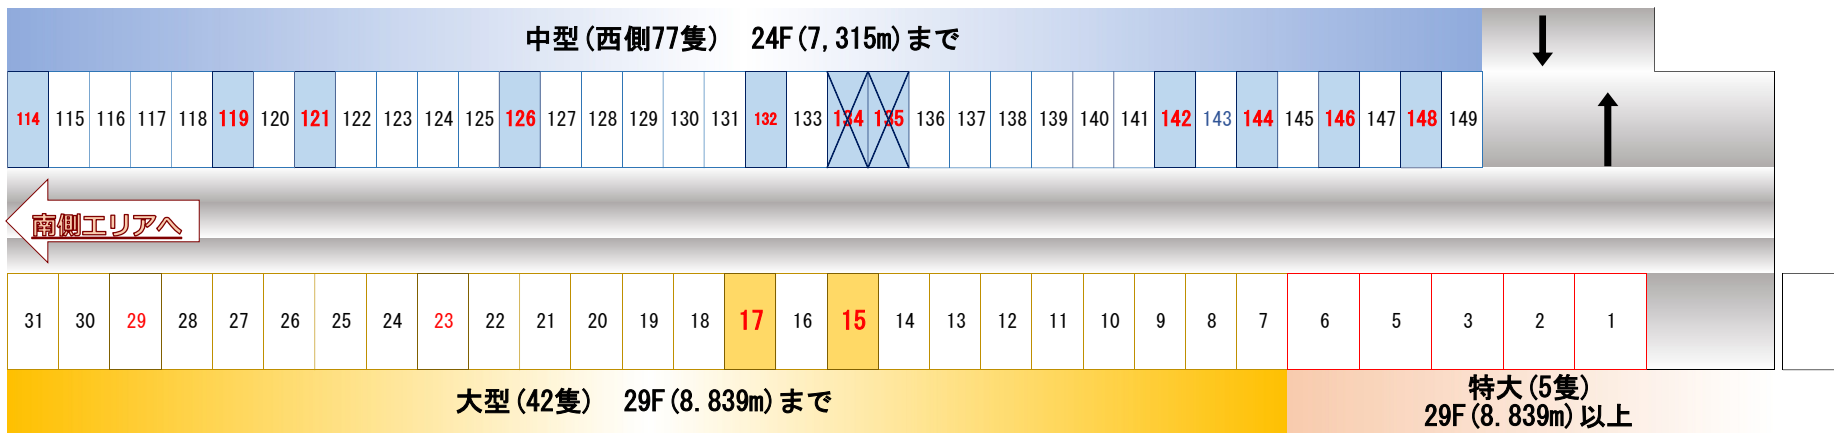 中型(西側77隻) 24F(7,315m)まで
114 115 116 117 118 119 120 121 122 123 124 125 126 127 128 129 130 131 132 133 134 135 136 137 138 139 140 141 142 143 144 145 146 147 148 149
南側エリアへ
31 30 29 28 27 26 25 24 23 22 21 20 19 18 17 16 15 14 13 12 11 10 9 8 7 6 5 3 2 1
大型(42隻) 29F(8.839m)まで
特大(5隻)
29F(8.839m)以上